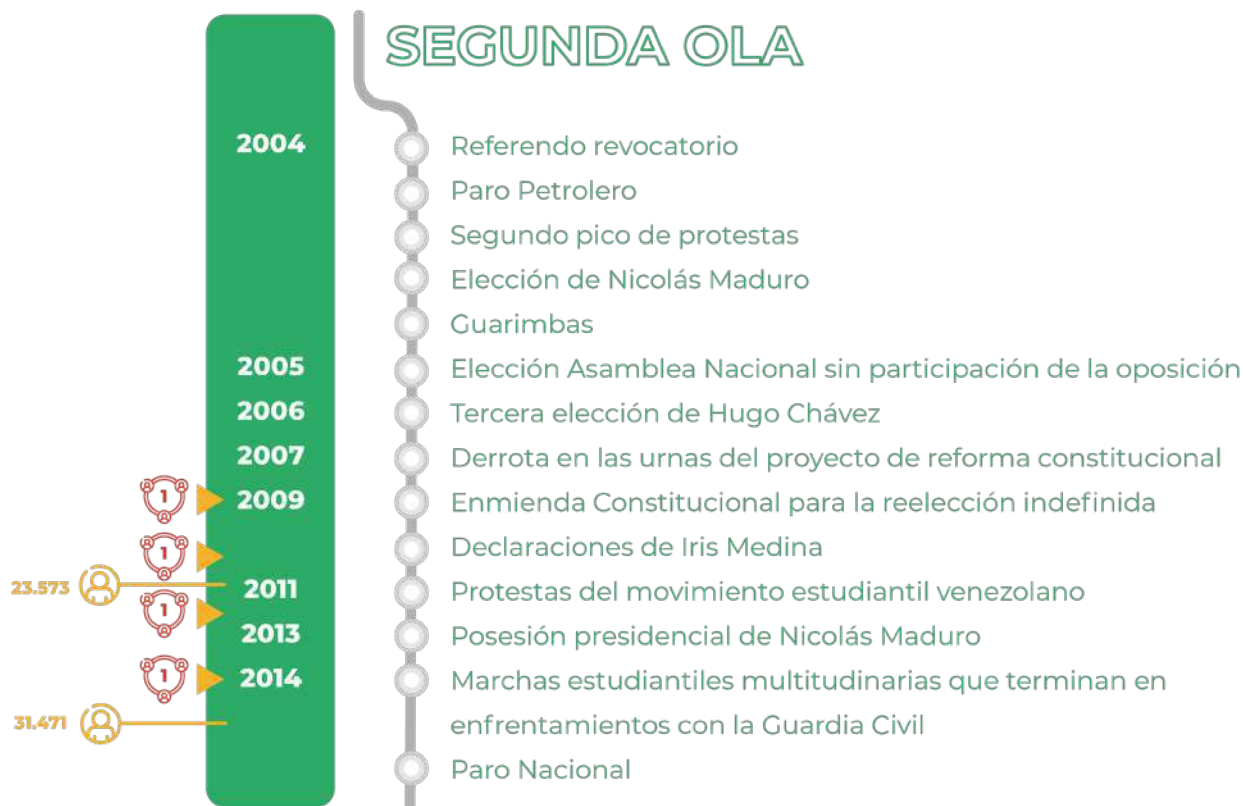 SEGUNDA OLA
2004
Referendo revocatorio
Paro Petrolero
Segundo pico de protestas
Elección de Nicolás Maduro
Guarimbas
2005
Elección Asamblea Nacional sin participación de la oposición
2006
Tercera elección de Hugo Chávez
2007
Derrota en las urnas del proyecto de reforma constitucional
1
2009
Enmienda Constitucional para la reelección indefinida
1
Declaraciones de Iris Medina
23.573
2011
Protestas del movimiento estudiantil venezolano
1
2013
Posesión presidencial de Nicolás Maduro
1
2014
Marchas estudiantiles multitudinarias que terminan en
enfrentamientos con la Guardia Civil
31.471
Paro Nacional